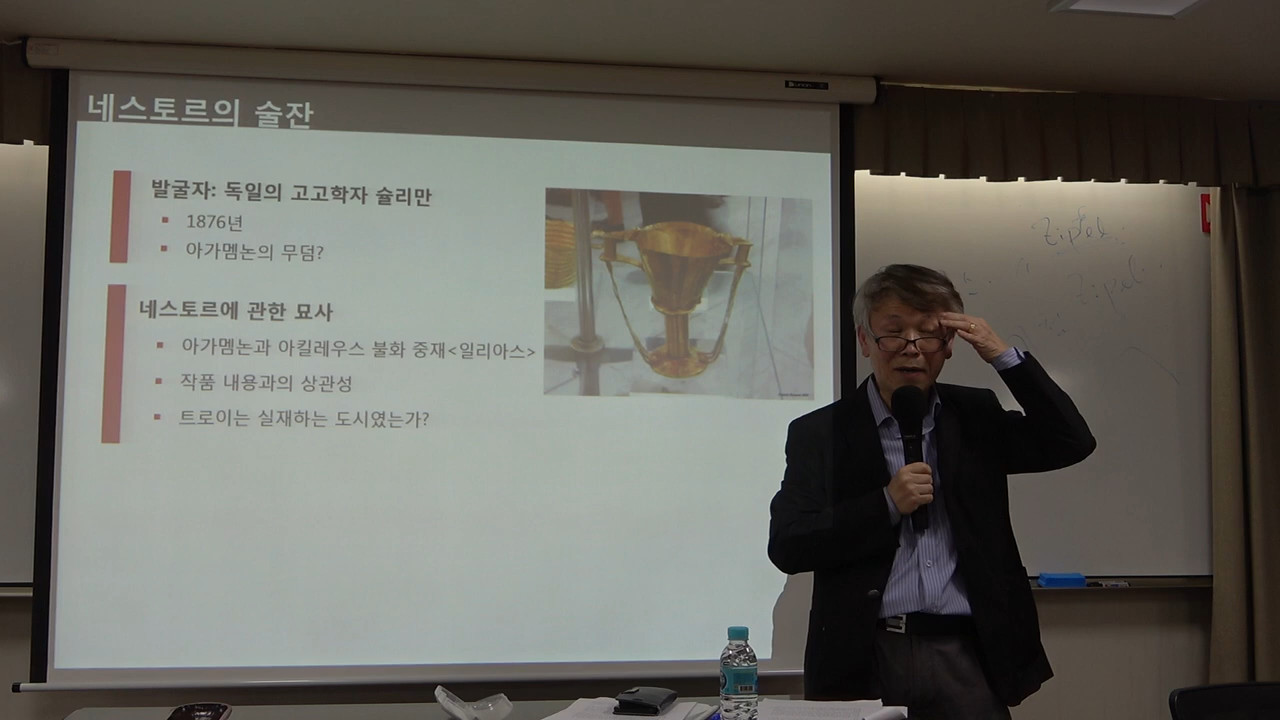 네스토르의 술잔
발굴자: 독일의 고고학자 슐리만
1876년
아가멤논의 무덤?
네스토르에 관한 묘사
아가멤논과 아킬레우스 불화 중재<일리아스>
작품 내용과의 상관성
트로이는 실재하는 도시였는가?
Zipfel
Zipel